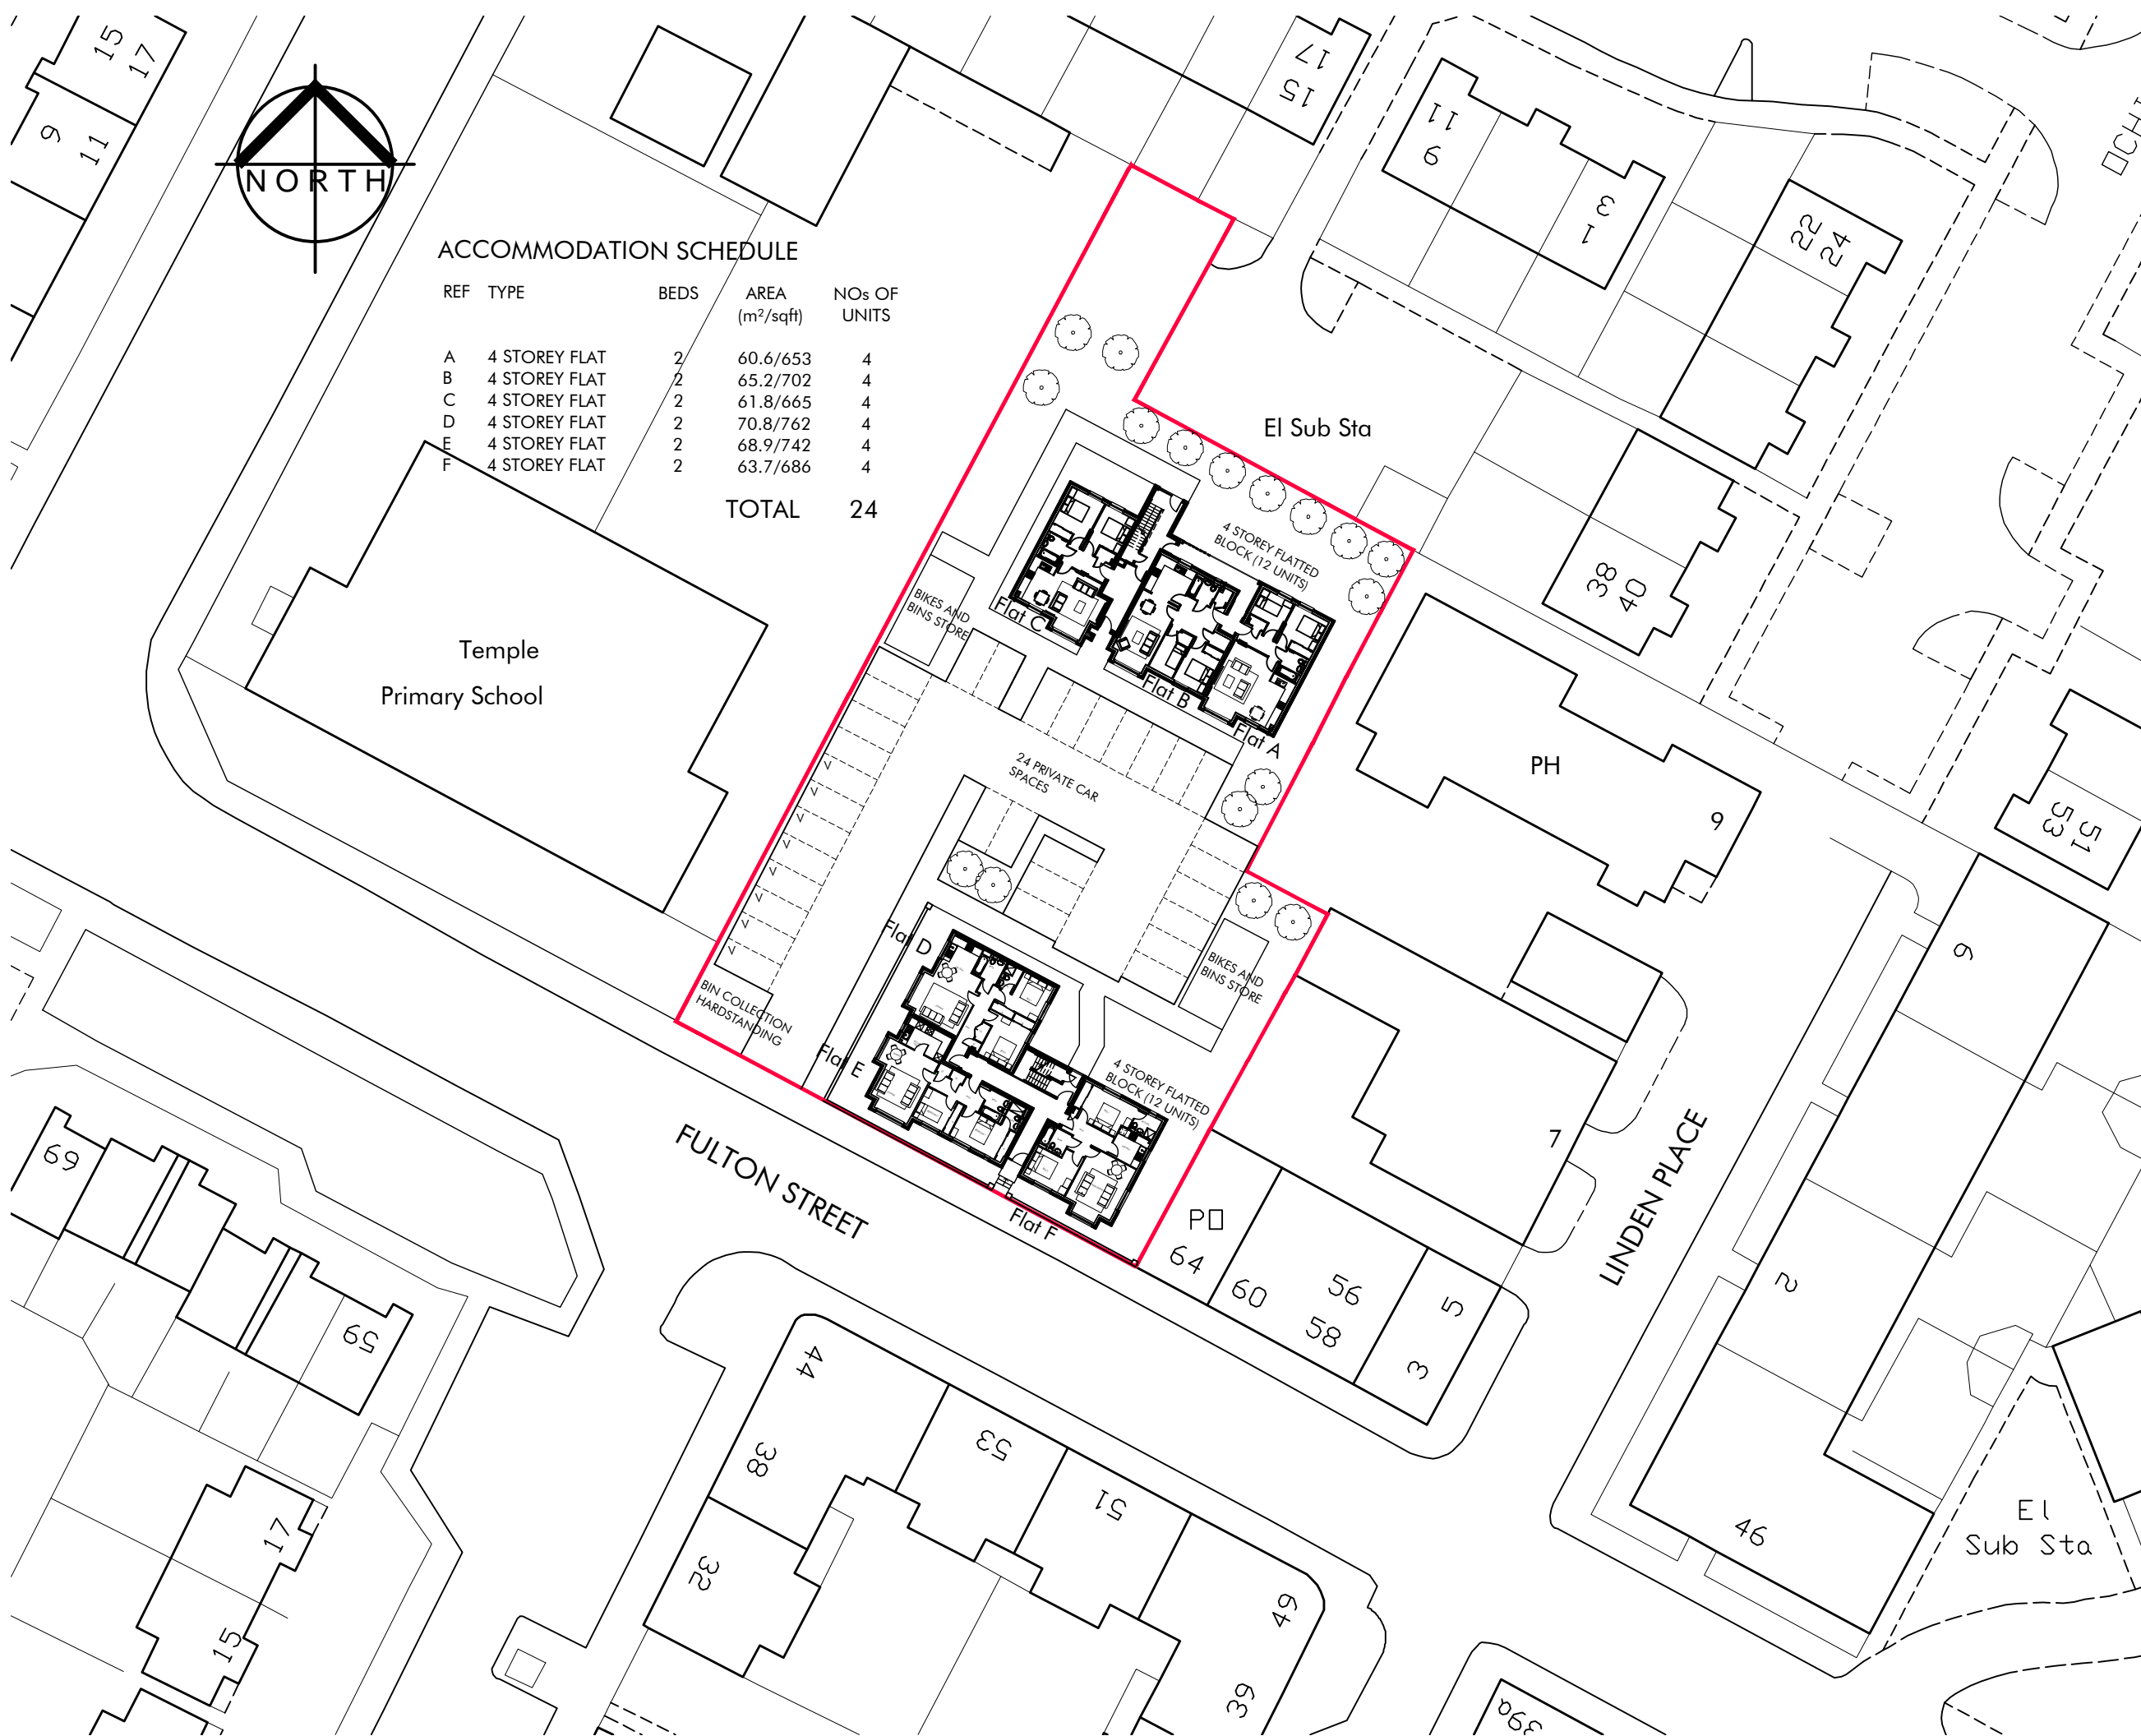 15
17
9
11
NORTH
15
17
11
9
3
1
22
24
ACCOMMODATION SCHEDULE
REF TYPE BEDS AREA (m²/sqft) NOs OF UNITS
A 4 STOREY FLAT 2 60.6/653 4
B 4 STOREY FLAT 2 65.2/702 4
C 4 STOREY FLAT 2 61.8/665 4
D 4 STOREY FLAT 2 70.8/762 4
E 4 STOREY FLAT 2 68.9/742 4
F 4 STOREY FLAT 2 63.7/686 4
TOTAL 24
El Sub Sta
4 STOREY FLATTED
BLOCK (12 UNITS)
38
40
BIKES AND
BINS STORE
Flat C
Flat B
Flat A
Temple
Primary School
24 PRIVATE CAR
SPACES
PH
9
51
53
Flat D
BIKES AND
BINS STORE
BIN COLLECTION
HARDSTANDING
Flat E
4 STOREY FLATTED
BLOCK (12 UNITS)
Flat F
FULTON STREET
LINDEN PLACE
7
PO
64
60
56
58
5
3
6
2
69
59
44
38
53
51
32
49
39
46
El
Sub Sta
17
15
39a